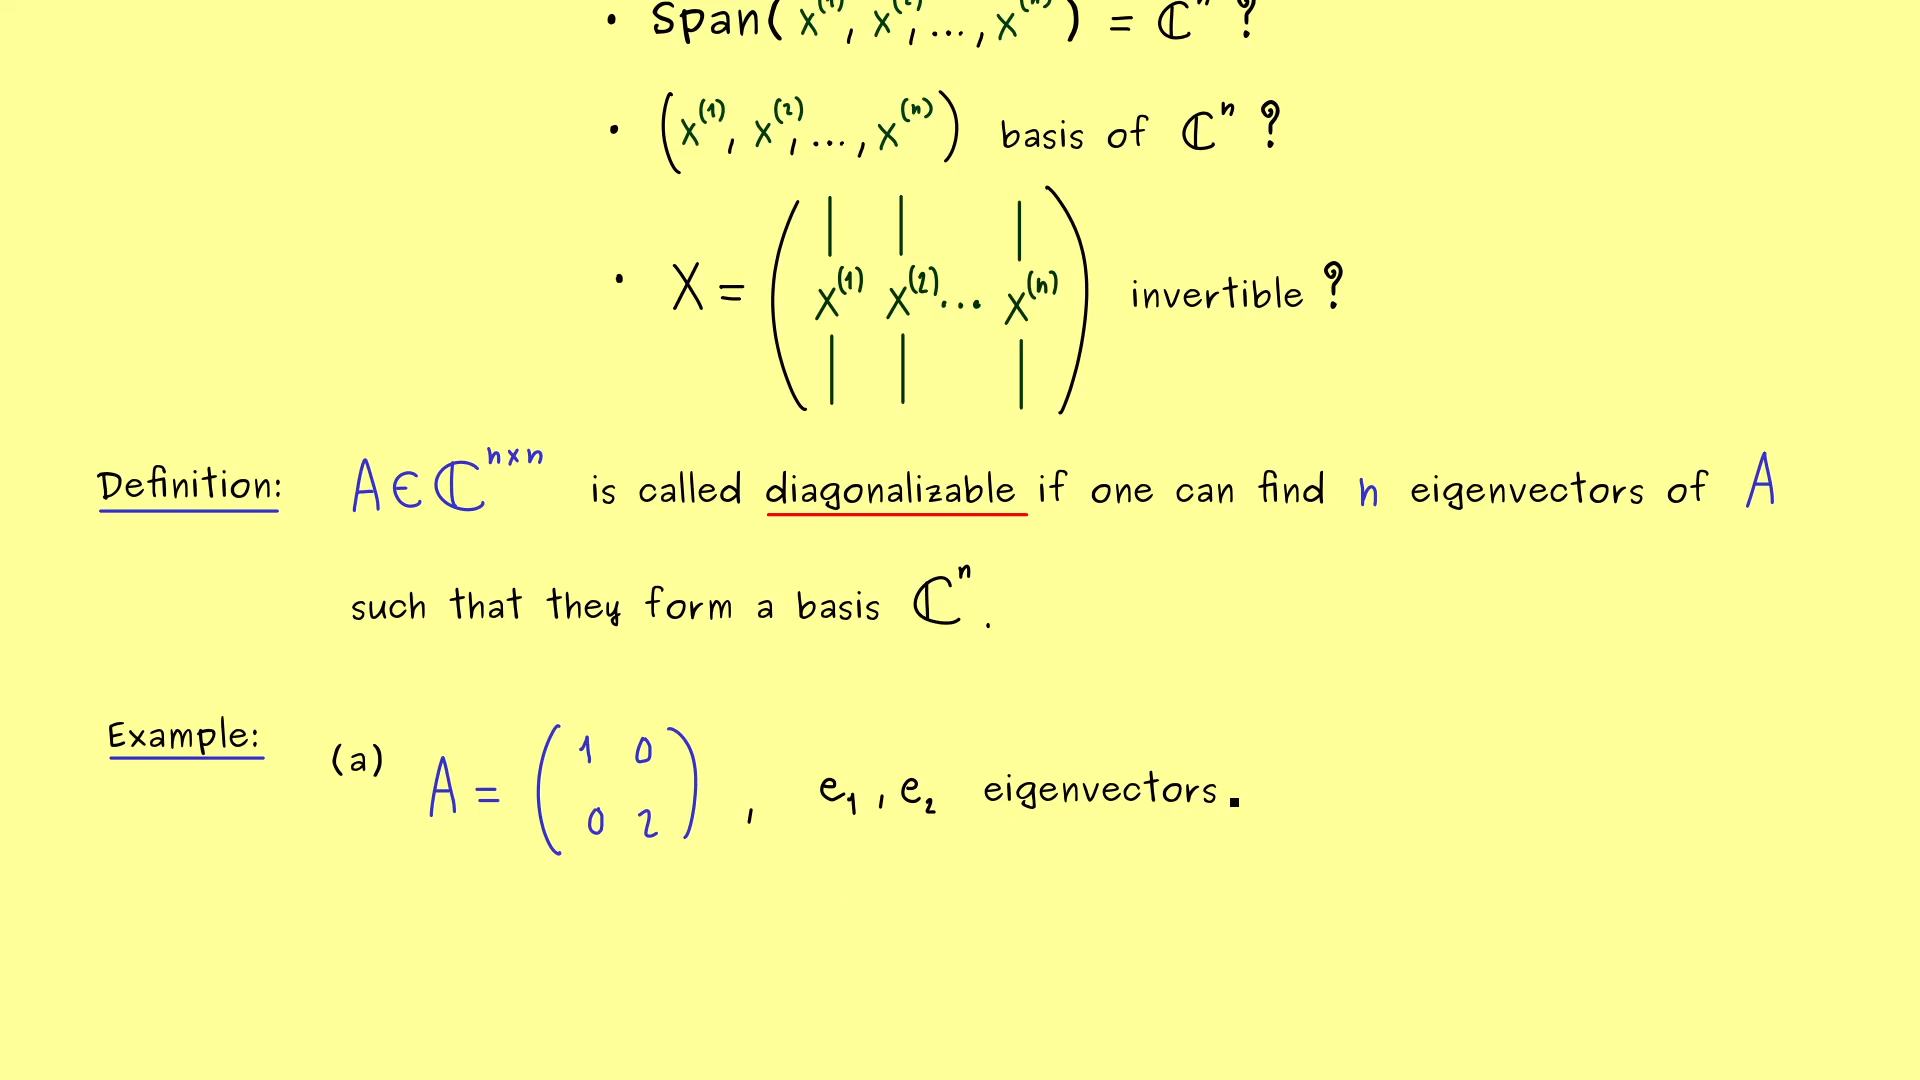 • Span( x⁽¹⁾, x⁽²⁾, ..., x⁽ⁿ⁾ ) = ℂⁿ ?
• (x⁽¹⁾, x⁽²⁾, ..., x⁽ⁿ⁾) basis of ℂⁿ ?
• X = ( | | | x⁽¹⁾ x⁽²⁾ ... x⁽ⁿ⁾ | | | ) invertible ?
Definition: A ∈ ℂⁿˣⁿ is called diagonalizable if one can find n eigenvectors of A
such that they form a basis ℂⁿ.
Example: (a) A = ( 1 0
0 2 ) , e₁ , e₂ eigenvectors.